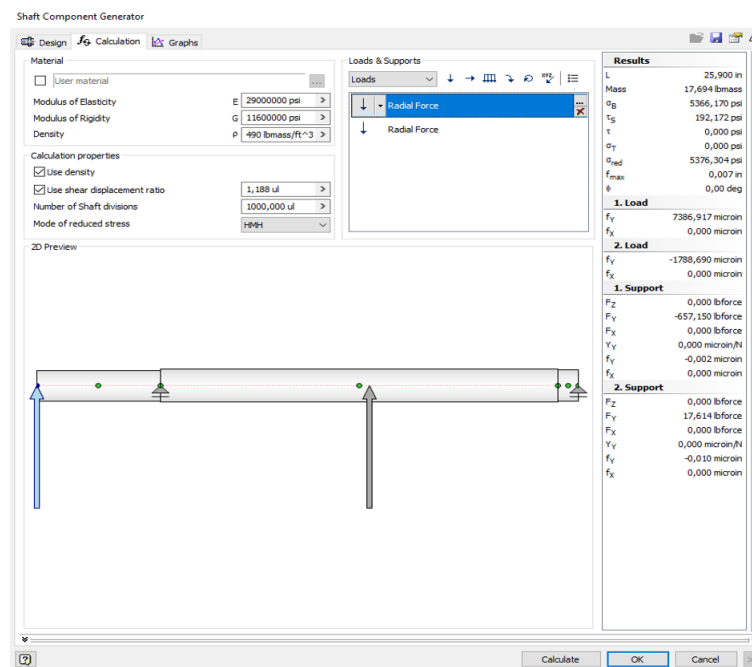 Shaft Component Generator
Design
Calculation
Graphs
Material
User material
...
Modulus of Elasticity E 29000000 psi >
Modulus of Rigidity G 11600000 psi >
Density ρ 490 lbmass/ft^3 >
Calculation properties
Use density
Use shear displacement ratio 1,188 ul >
Number of Shaft divisions 1000,000 ul >
Mode of reduced stress HMH
Loads & Supports
Loads
Radial Force
Radial Force
2D Preview
Results
L 25,900 in
Mass 17,694 lbmass
σB 5366,170 psi
τS 192,172 psi
τ 0,000 psi
σT 0,000 psi
σred 5376,304 psi
fmax 0,007 in
ϕ 0,00 deg
1. Load
fY 7386,917 microin
fX 0,000 microin
2. Load
fY -1788,690 microin
fX 0,000 microin
1. Support
FZ 0,000 lbforce
FY -657,150 lbforce
FX 0,000 lbforce
YY 0,000 microin/N
fY -0,002 microin
fX 0,000 microin
2. Support
FZ 0,000 lbforce
FY 17,614 lbforce
FX 0,000 lbforce
YY 0,000 microin/N
fY -0,010 microin
fX 0,000 microin
Calculate
OK
Cancel